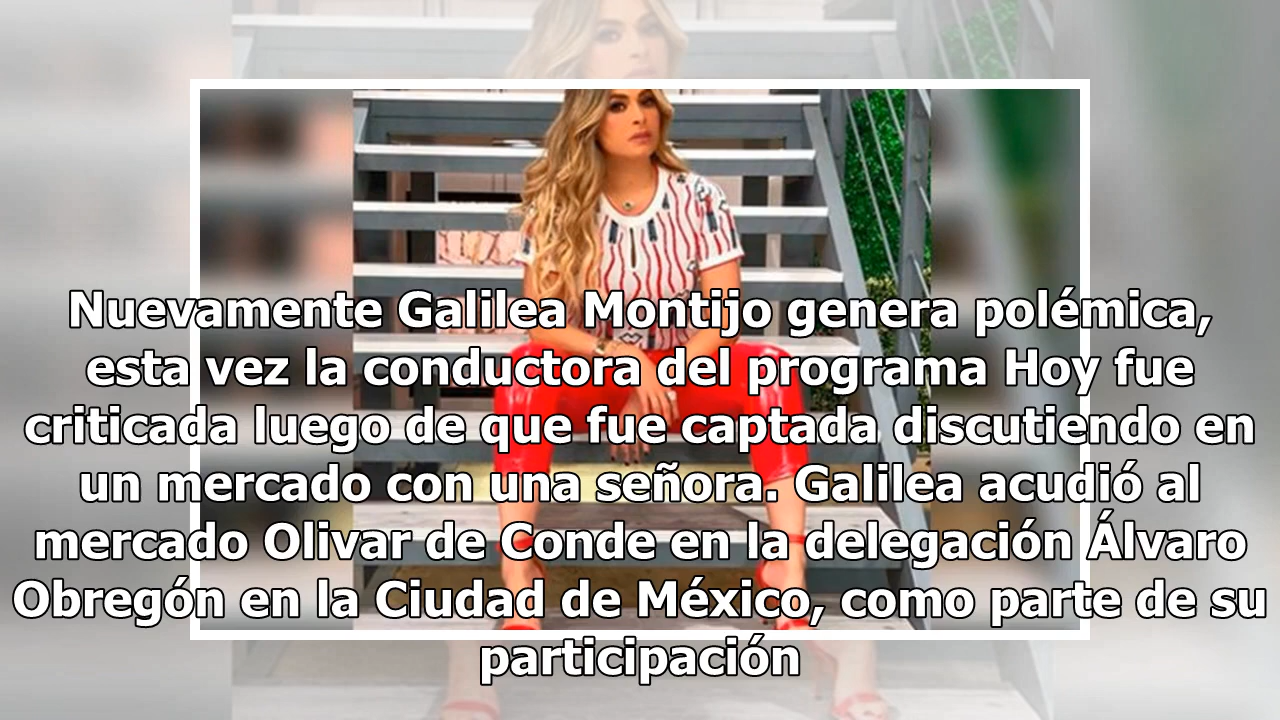 Nuevamente Galilea Montijo genera polémica,
esta vez la conductora del programa Hoy fue
criticada luego de que fue captada discutiendo en
un mercado con una señora. Galilea acudió al
mercado Olivar de Conde en la delegación Álvaro
Obregón en la Ciudad de México, como parte de su
participación